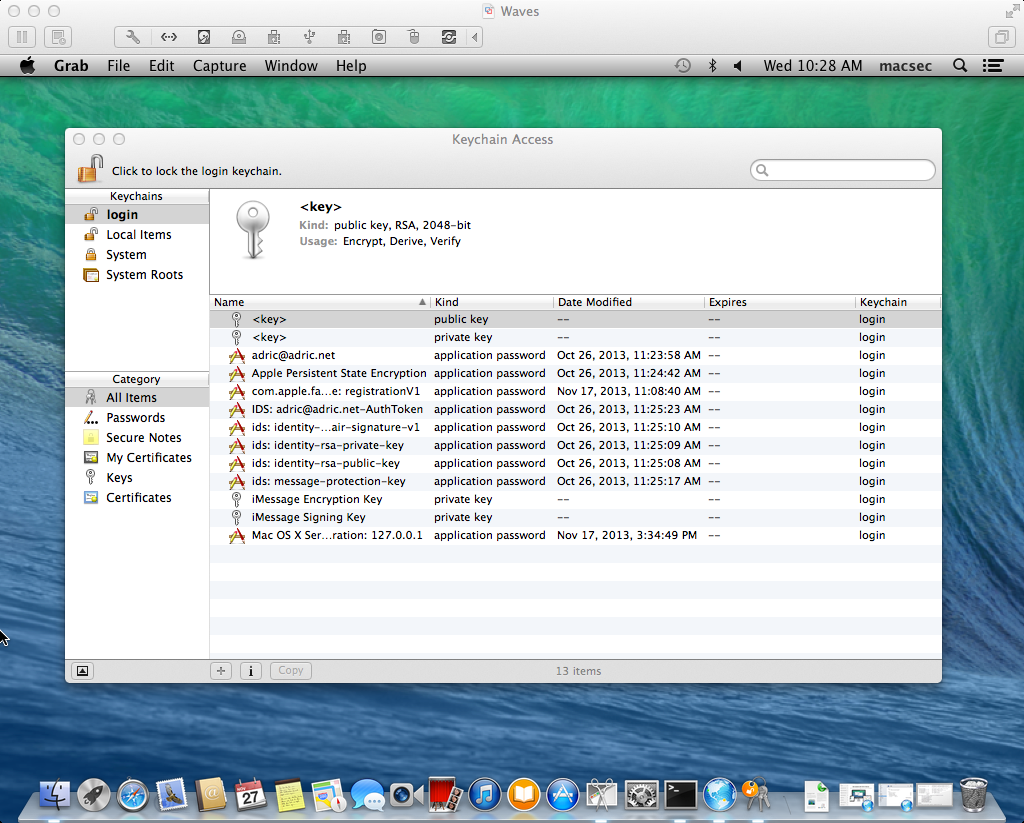 Waves
Grab File Edit Capture Window Help Wed 10:28 AM macsec
Keychain Access
Click to lock the login keychain.
Keychains
login
Local Items
System
System Roots
<key>
Kind: public key, RSA, 2048-bit
Usage: Encrypt, Derive, Verify
Name Kind Date Modified Expires Keychain
<key> public key -- -- login
<key> private key -- -- login
adric@adric.net application password Oct 26, 2013, 11:23:58 AM -- login
Apple Persistent State Encryption application password Oct 26, 2013, 11:24:42 AM -- login
com.apple.fa...e: registrationV1 application password Nov 17, 2013, 11:08:40 AM -- login
IDS: adric@adric.net-AuthToken application password Oct 26, 2013, 11:25:23 AM -- login
ids: identity-...air-signature-v1 application password Oct 26, 2013, 11:25:10 AM -- login
ids: identity-rsa-private-key application password Oct 26, 2013, 11:25:09 AM -- login
ids: identity-rsa-public-key application password Oct 26, 2013, 11:25:08 AM -- login
ids: message-protection-key application password Oct 26, 2013, 11:25:17 AM -- login
iMessage Encryption Key private key -- -- login
iMessage Signing Key private key -- -- login
Mac OS X Ser...ration: 127.0.0.1 application password Nov 17, 2013, 3:34:49 PM -- login
Category
All Items
Passwords
Secure Notes
My Certificates
Keys
Certificates
Copy
13 items
NOV
27